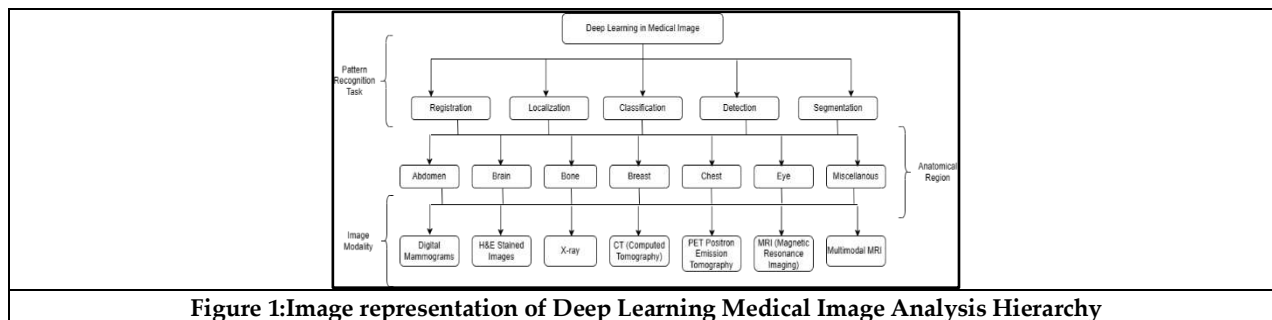 Deep Learning in Medical Image
Pattern
Recognition
Task
Registration
Localization
Classification
Detection
Segmentation
Anatomical
Region
Abdomen
Brain
Bone
Breast
Chest
Eye
Miscellanous
Image
Modality
Digital
Mammograms
H&E Stained
Images
X-ray
CT (Computed
Tomography)
PET Positron
Emission
Tomography
MRI (Magnetic
Resonance
Imaging)
Multimodal MRI
Figure 1:Image representation of Deep Learning Medical Image Analysis Hierarchy